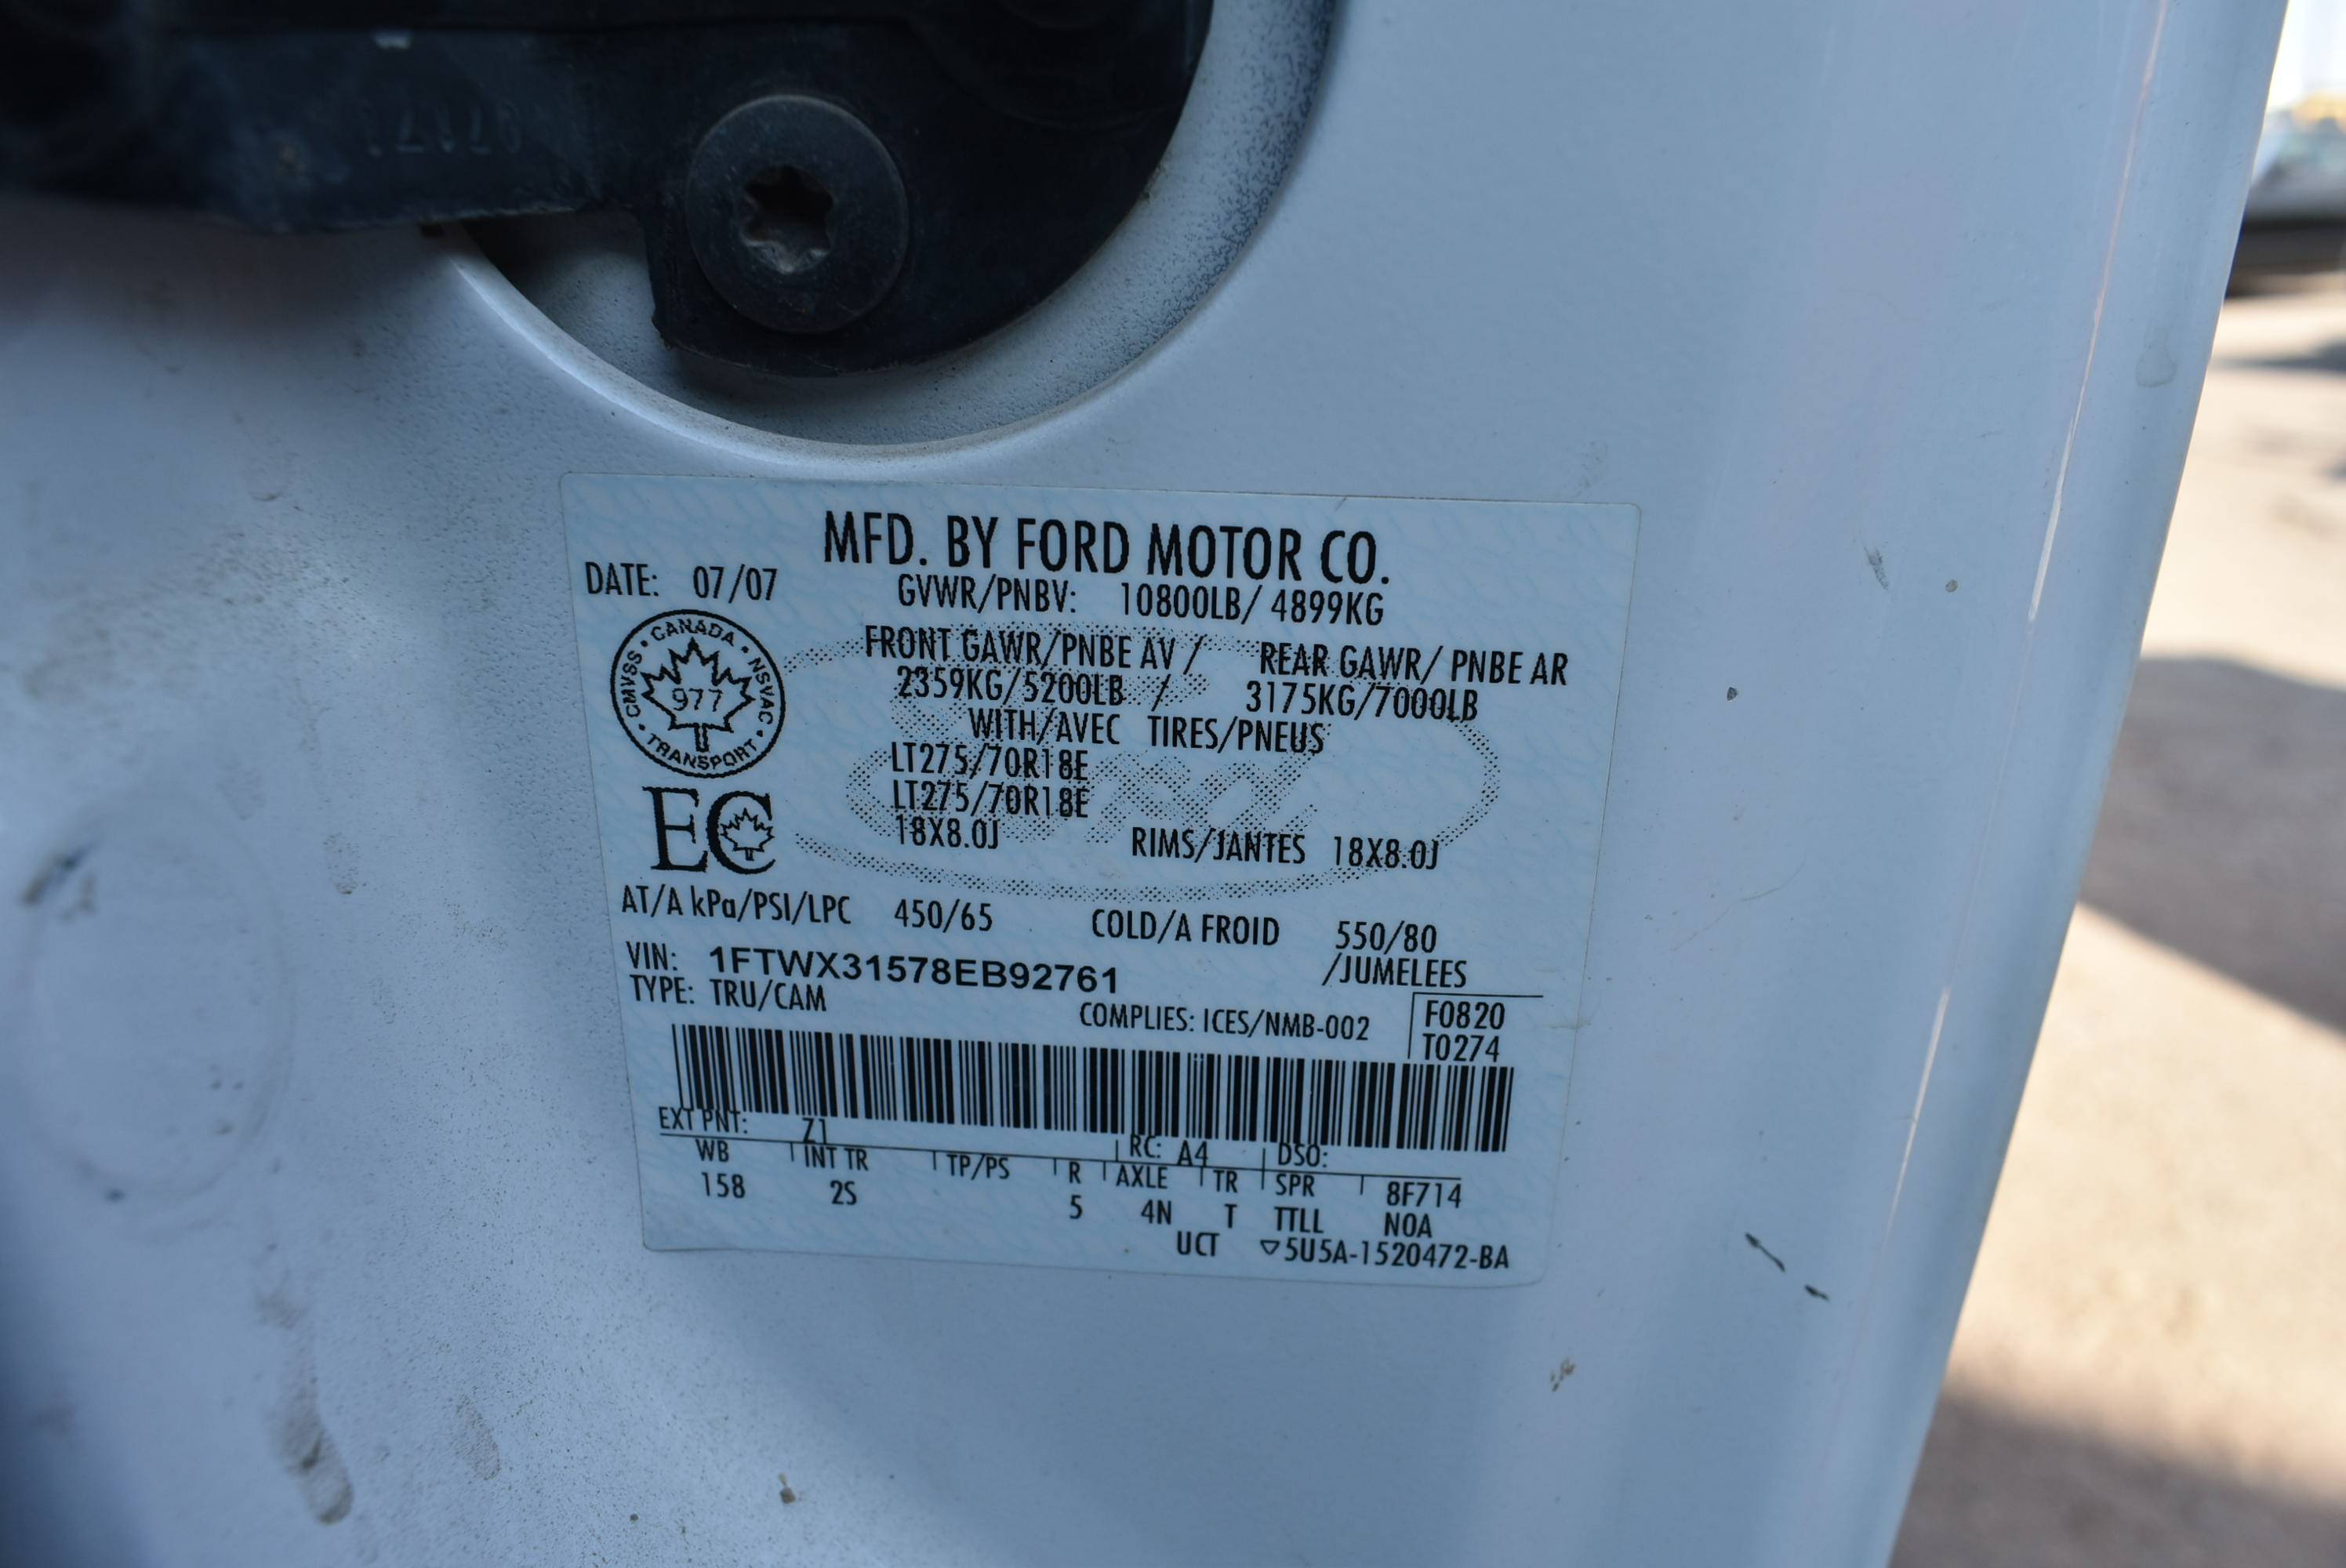 MFD. BY FORD MOTOR CO.
DATE: 07/07
GVWR/PNBV: 10800LB/ 4899KG
FRONT GAWR/PNBE AV / REAR GAWR/ PNBE AR
2359KG/5200LB / 3175KG/7000LB
WITH/AVEC TIRES/PNEUS
LT275/70R18E
LT275/70R18E
18X8.0J RIMS/JANTES 18X8.0J
CANADA • NSVAC • TRANSPORT • CMVSS •
977
EC
AT/A kPa/PSI/LPC 450/65 COLD/A FROID 550/80
VIN: 1FTWX31578EB92761 /JUMELEES
TYPE: TRU/CAM
COMPLIES: ICES/NMB-002
F0820
T0274
EXT PNT: Z1 RC: A4 DSO:
WB INT TR TP/PS R AXLE TR SPR 8F714
158 2S 5 4N T TTLL N0A
UCT ▽5U5A-1520472-BA